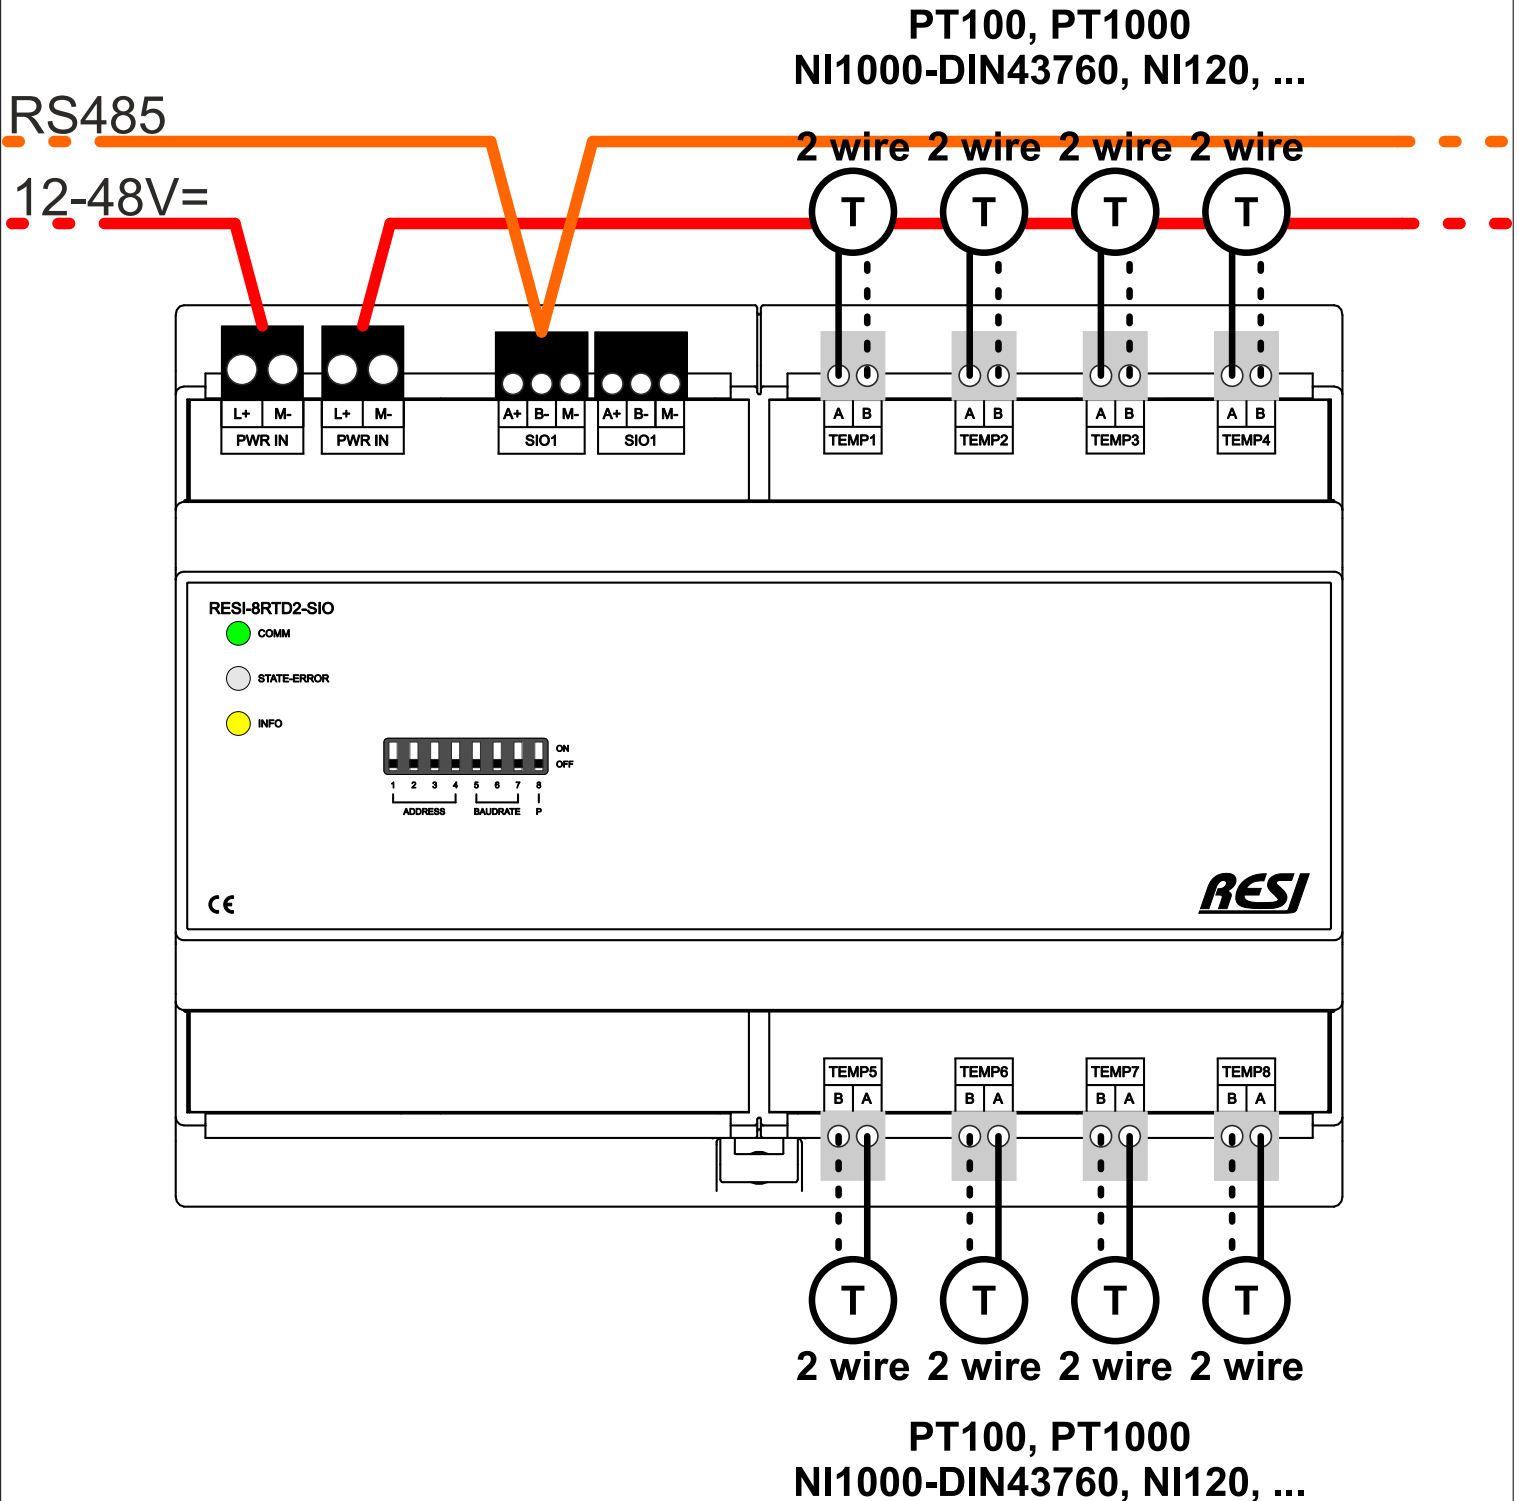 PT100, PT1000
NI1000-DIN43760, NI120, ...
RS485
2 wire 2 wire 2 wire 2 wire
12-48V=
T T T T
L+ M- L+ M- A+ B- M- A+ B- M- A B A B A B A B
PWR IN PWR IN SIO1 SIO1 TEMP1 TEMP2 TEMP3 TEMP4
RESI-8RTD2-SIO
COMM
STATE-ERROR
INFO
ON
OFF
1 2 3 4 5 6 7 8
ADDRESS BAUDRATE P
CE
RESI
TEMP5 TEMP6 TEMP7 TEMP8
B A B A B A B A
T T T T
2 wire 2 wire 2 wire 2 wire
PT100, PT1000
NI1000-DIN43760, NI120, ...